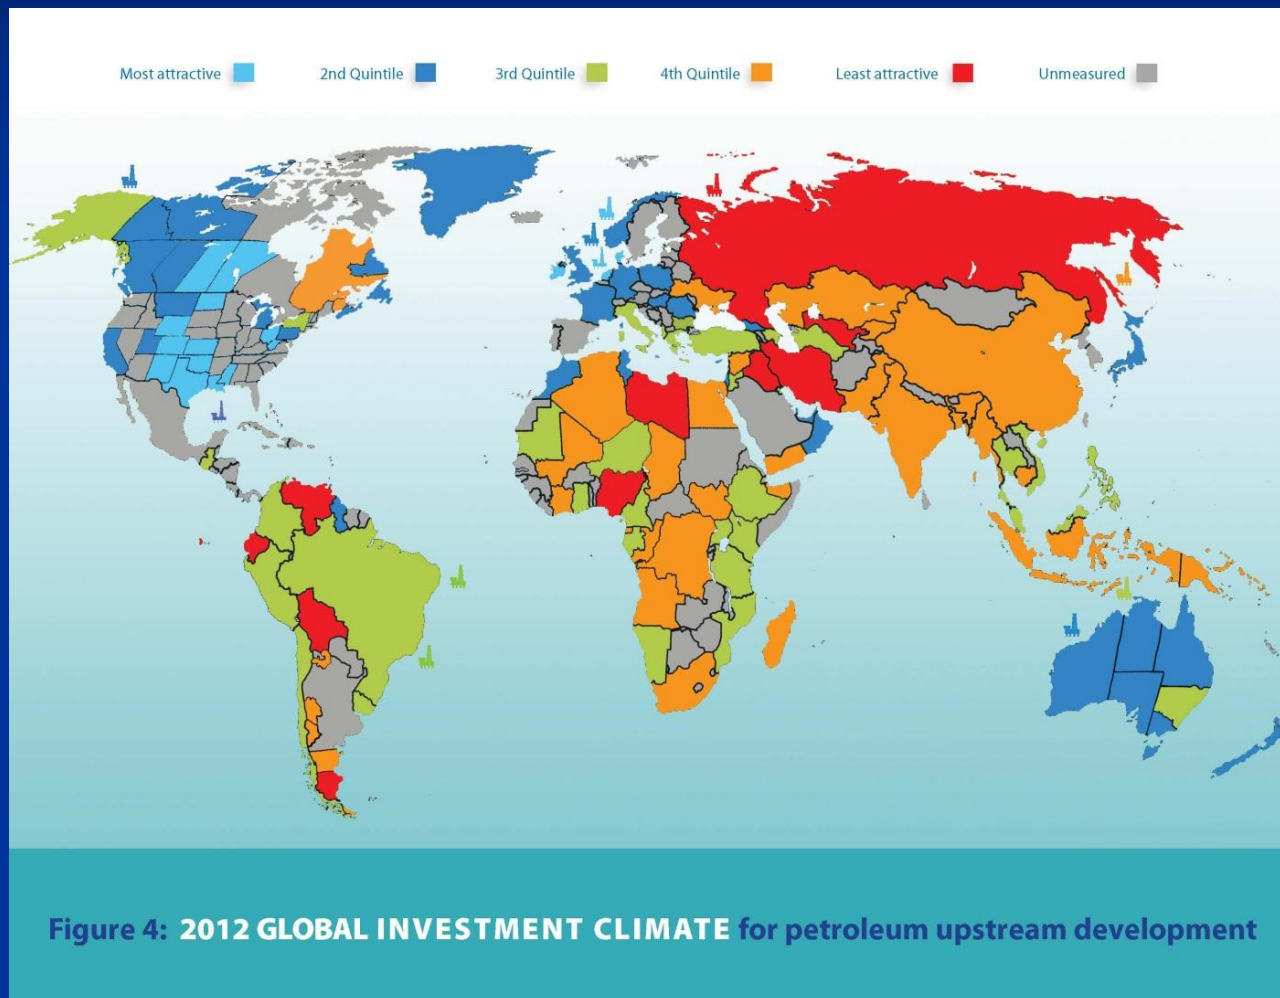 Most attractive 2nd Quintile 3rd Quintile 4th Quintile Least attractive Unmeasured
Figure 4: 2012 GLOBAL INVESTMENT CLIMATE for petroleum upstream development